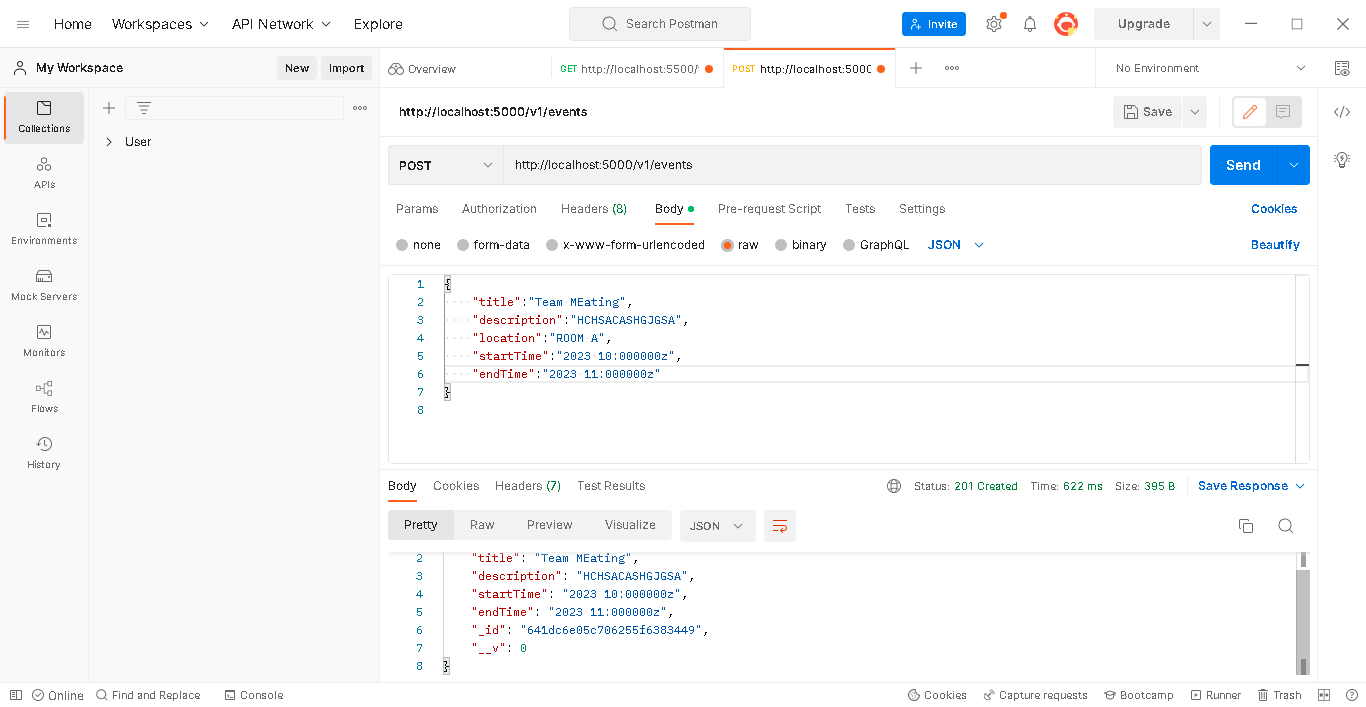 Home Workspaces API Network Explore Search Postman Invite Upgrade
My Workspace New Import Overview GET http://localhost:5500/ POST http://localhost:5000 No Environment
http://localhost:5000/v1/events Save
Collections
User
APIs
Environments
Mock Servers
Monitors
Flows
History
POST http://localhost:5000/v1/events Send
Params Authorization Headers (8) Body Pre-request Script Tests Settings Cookies
none form-data x-www-form-urlencoded raw binary GraphQL JSON Beautify
1 {
2 "title":"Team MEating",
3 "description":"HCHSACASHGJGSA",
4 "location":"ROOM A",
5 "startTime":"2023 10:000000z",
6 "endTime":"2023 11:000000z"
7 }
8
Body Cookies Headers (7) Test Results Status: 201 Created Time: 622 ms Size: 395 B Save Response
Pretty Raw Preview Visualize JSON
2 "title": "Team MEating",
3 "description": "HCHSACASHGJGSA",
4 "startTime": "2023 10:000000z",
5 "endTime": "2023 11:000000z",
6 "_id": "641dc6e05c706255f6383449",
7 "__v": 0
8 }
Online Find and Replace Console Cookies Capture requests Bootcamp Runner Trash